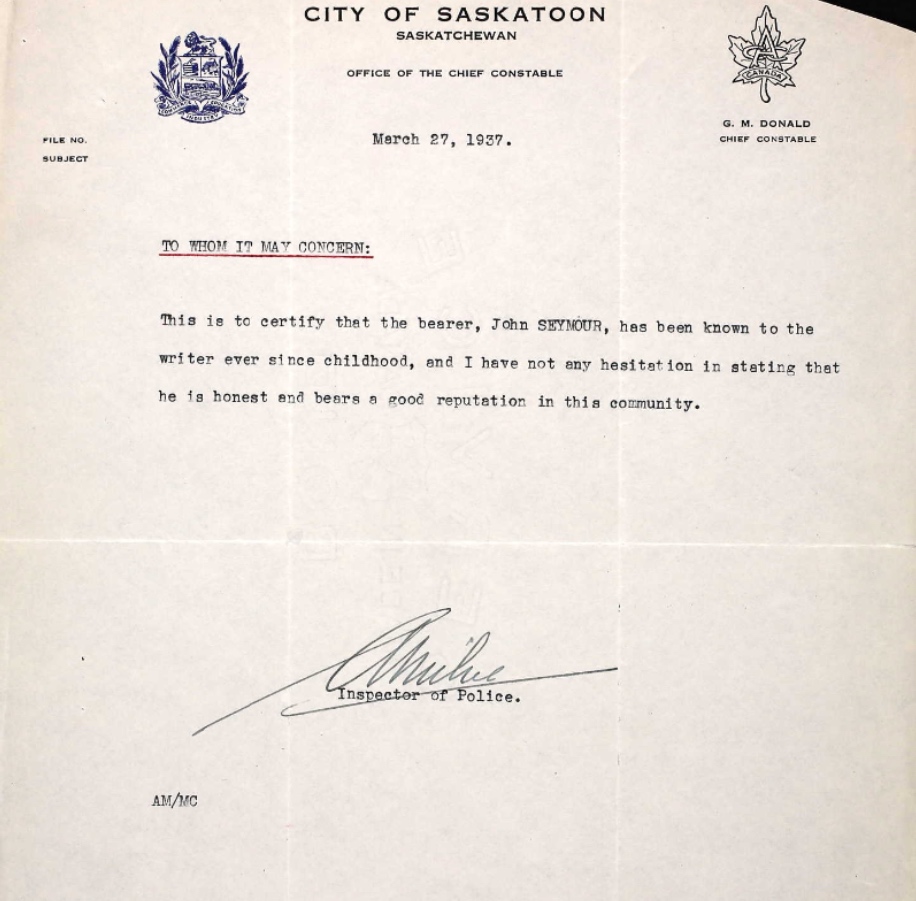 CITY OF SASKATOON
SASKATCHEWAN
OFFICE OF THE CHIEF CONSTABLE
CANADA
G. M. DONALD
CHIEF CONSTABLE
March 27, 1937.
FILE NO.
SUBJECT
TO WHOM IT MAY CONCERN:
This is to certify that the bearer, John SEYMOUR, has been known to the
writer ever since childhood, and I have not any hesitation in stating that
he is honest and bears a good reputation in this community.
Inspector of Police.
AM/MC